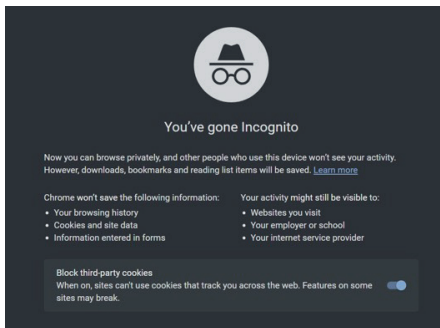 You've gone Incognito
Now you can browse privately, and other people who use this device won't see your activity.
However, downloads, bookmarks and reading list items will be saved. Learn more
Chrome won't save the following information:
• Your browsing history
• Cookies and site data
• Information entered in forms
Your activity might still be visible to:
• Websites you visit
• Your employer or school
• Your internet service provider
Block third-party cookies
When on, sites can't use cookies that track you across the web. Features on some
sites may break.